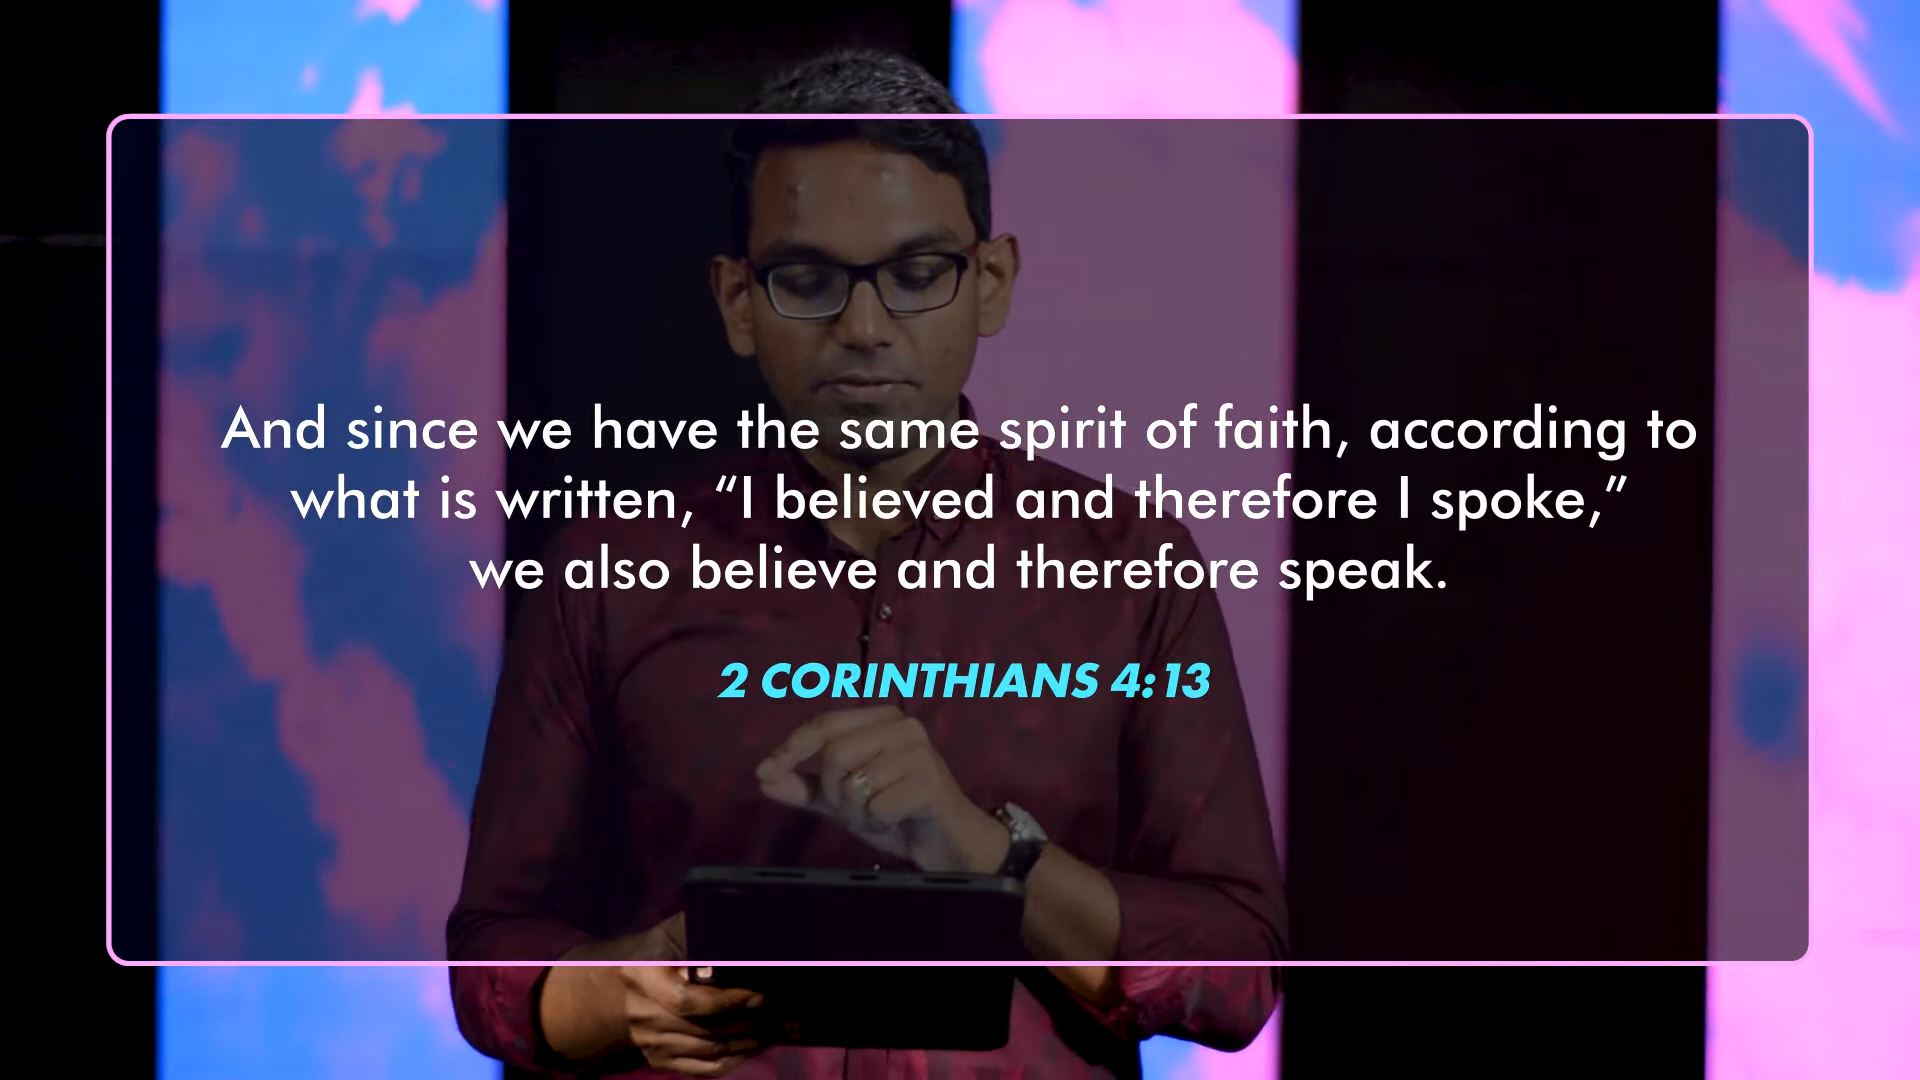 And since we have the same spirit of faith, according to
what is written, “I believed and therefore I spoke,”
we also believe and therefore speak.
2 CORINTHIANS 4:13